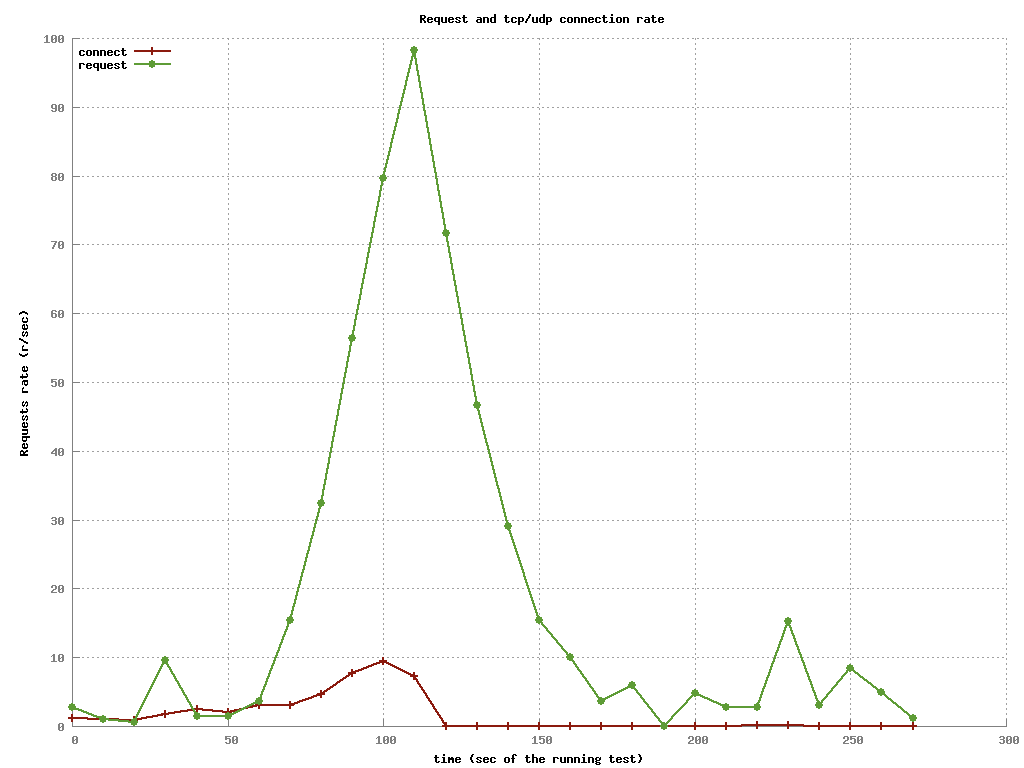 Request and tcp/udp connection rate
connect
request
100
90
80
70
60
50
40
30
20
10
0
Requests rate (r/sec)
0 50 100 150 200 250 300
time (sec of the running test)